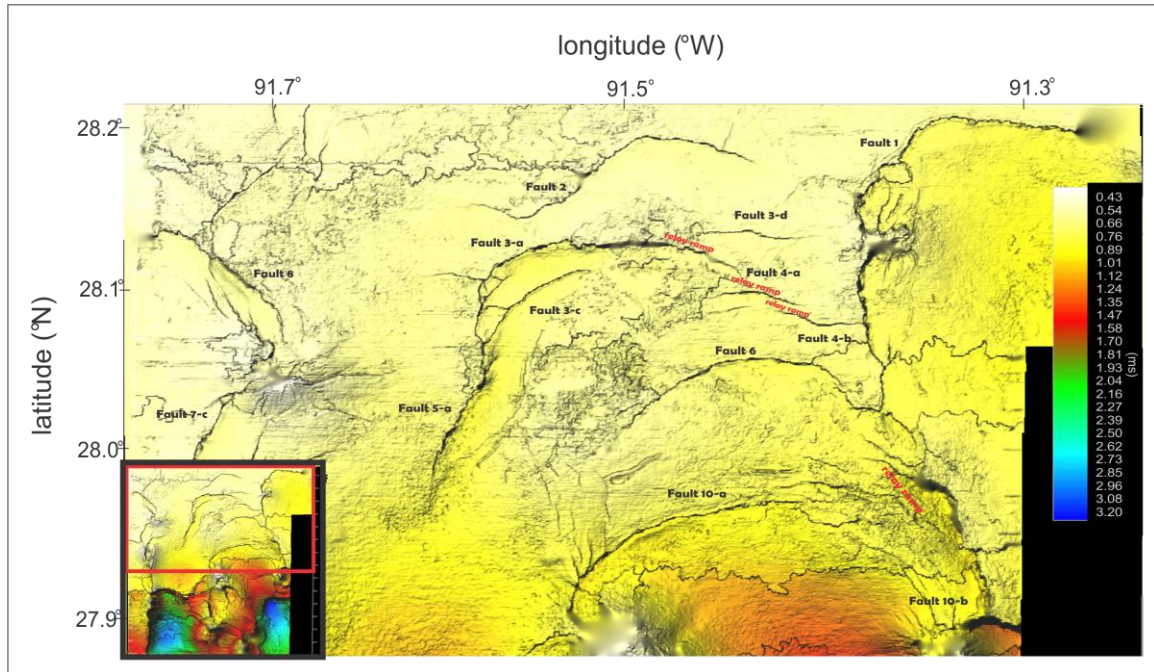 longitude (°W)
91.7°
91.5°
91.3°
latitude (°N)
28.2°
28.1°
28.0°
27.9°
Fault 1
Fault 2
Fault 3-d
Fault 3-a
relay ramp
Fault 8
Fault 4-a
relay ramp
relay ramp
Fault 3-c
Fault 4-b
Fault 6
Fault 7-c
Fault 5-a
relay ramp
Fault 10-a
Fault 10-b
0.43
0.54
0.66
0.76
0.89
1.01
1.12
1.24
1.35
1.47
1.58
1.70
1.81
1.93
2.04
2.16
2.27
2.39
2.50
2.62
2.73
2.85
2.96
3.08
3.20
(ms)